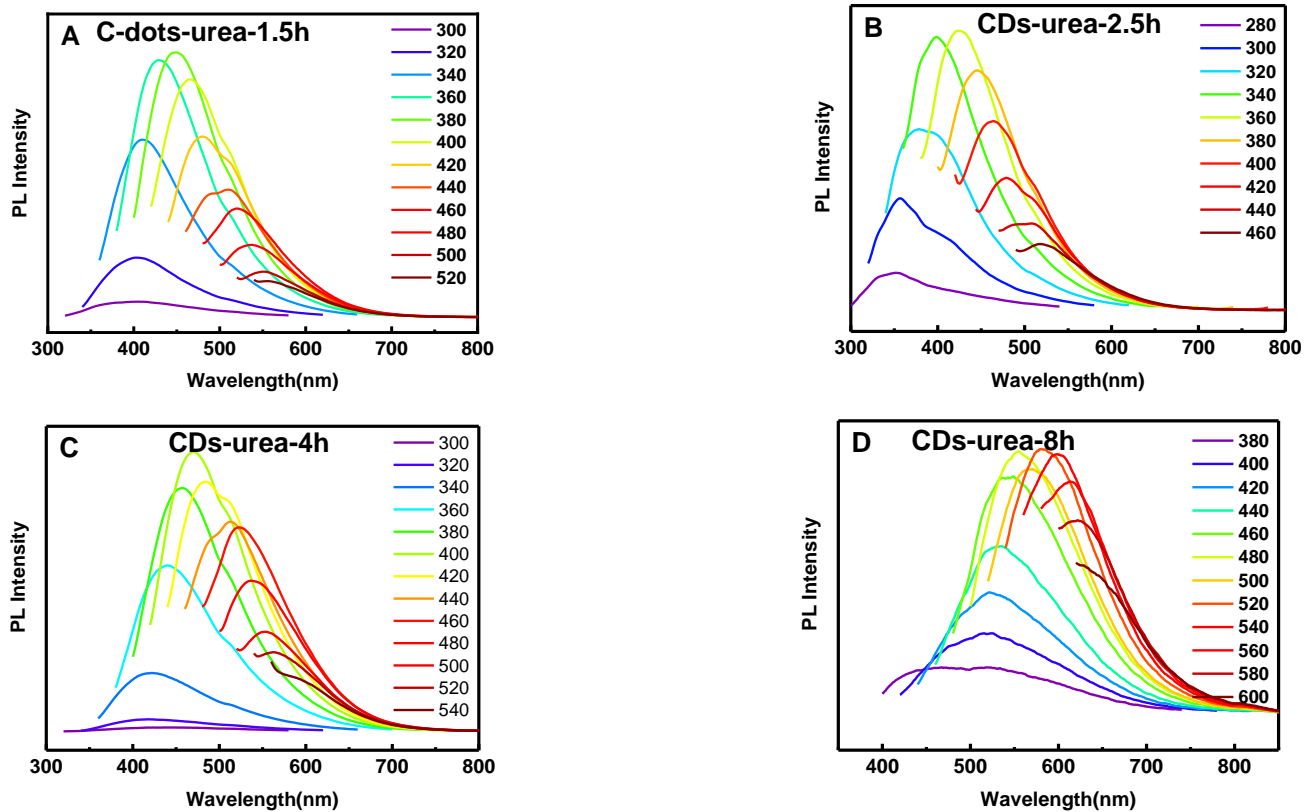 A
C-dots-urea-1.5h
300
320
340
360
380
400
420
440
460
480
500
520
PL Intensity
300 400 500 600 700 800
Wavelength(nm)
B
CDs-urea-2.5h
280
300
320
340
360
380
400
420
440
460
PL Intensity
300 400 500 600 700 800
Wavelength(nm)
C
CDs-urea-4h
300
320
340
360
380
400
420
440
460
480
500
520
540
PL Intensity
300 400 500 600 700 800
Wavelength(nm)
D
CDs-urea-8h
380
400
420
440
460
480
500
520
540
560
580
600
PL Intensity
400 500 600 700 800
Wavelength(nm)